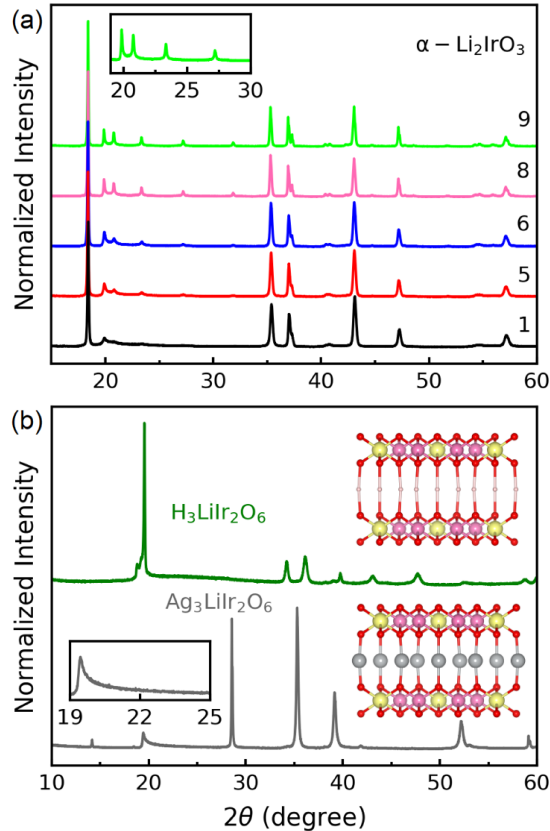 (a)
α – Li₂IrO₃
Normalized Intensity
20 25 30
9
8
6
5
1
20 30 40 50 60
(b)
Normalized Intensity
H₃LiIr₂O₆
Ag₃LiIr₂O₆
19 22 25
10 20 30 40 50 60
2θ (degree)